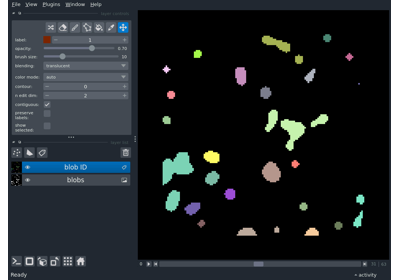 File View Plugins Window Help
label: 1
opacity: 0.70
brush size: 10
blending: translucent
color mode: auto
contour: 0
n edit dim: 2
contiguous:
preserve labels:
show selected:
blob ID
blobs
activity